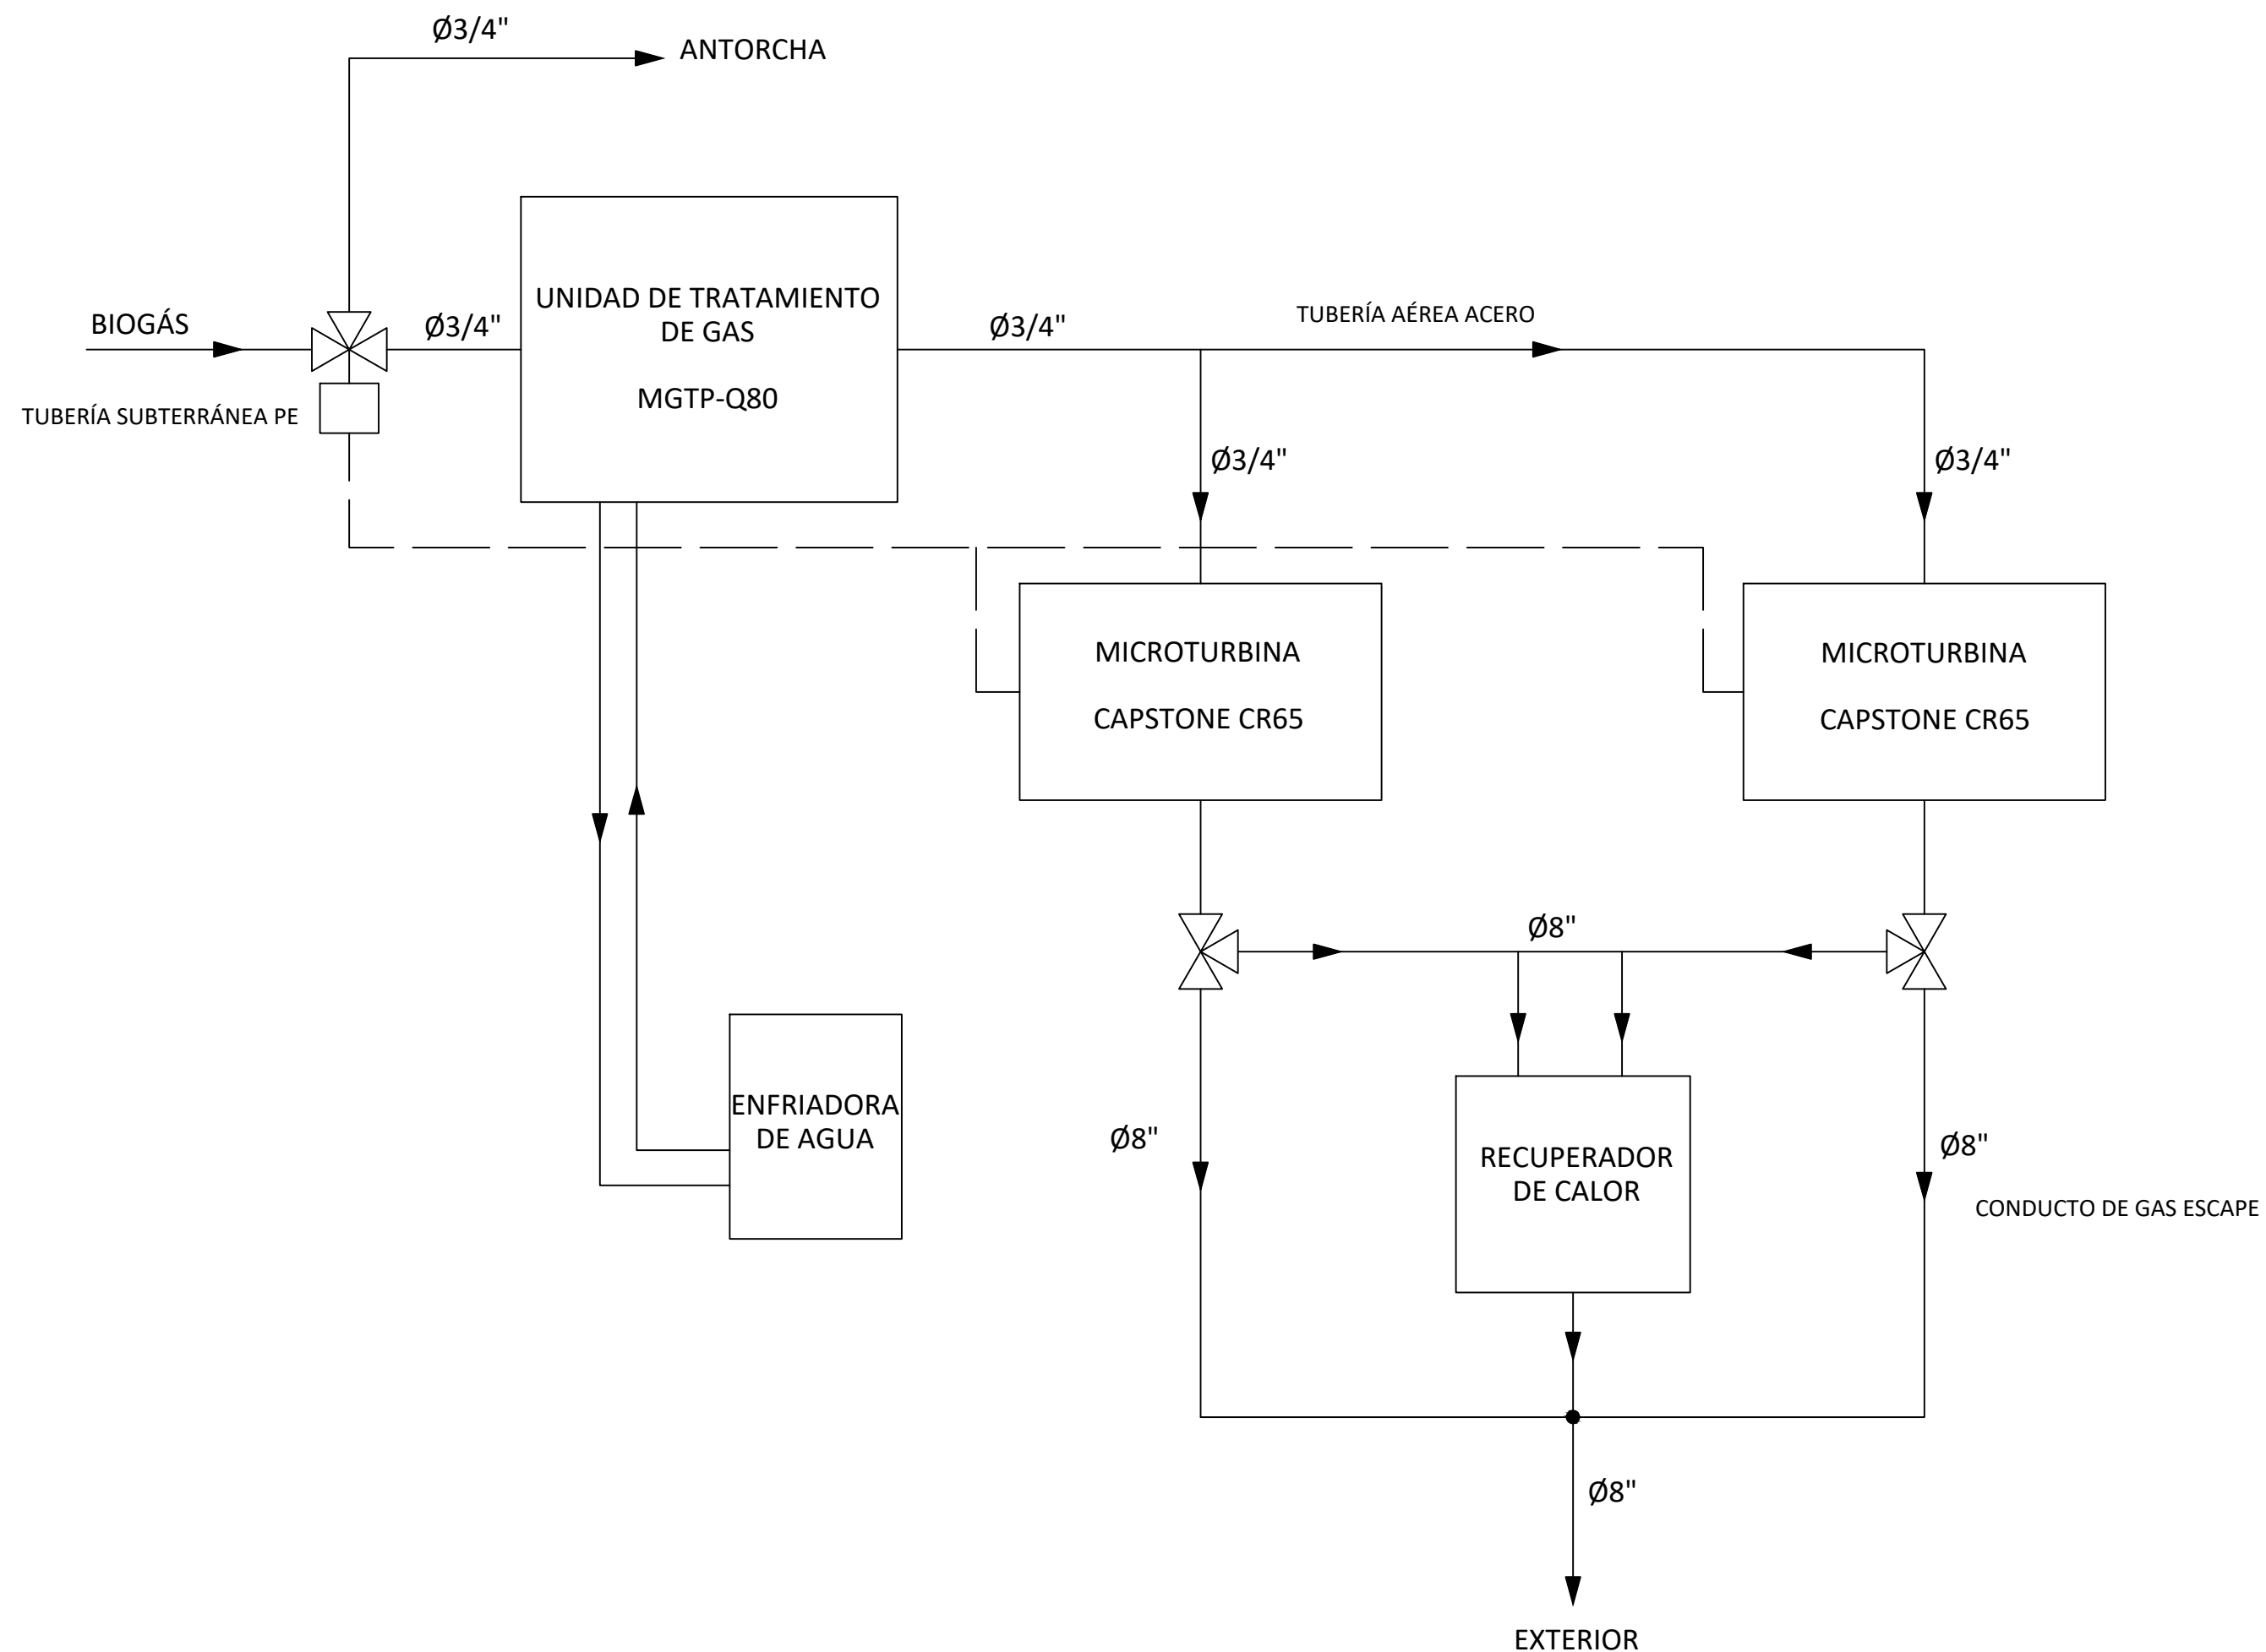 Ø3/4"
ANTORCHA
UNIDAD DE TRATAMIENTO
DE GAS
MGTP-Q80
BIOGÁS
Ø3/4"
Ø3/4"
TUBERÍA AÉREA ACERO
TUBERÍA SUBTERRÁNEA PE
Ø3/4"
Ø3/4"
MICROTURBINA
CAPSTONE CR65
MICROTURBINA
CAPSTONE CR65
Ø8"
ENFRIADORA
DE AGUA
Ø8"
RECUPERADOR
DE CALOR
Ø8"
CONDUCTO DE GAS ESCAPE
Ø8"
EXTERIOR